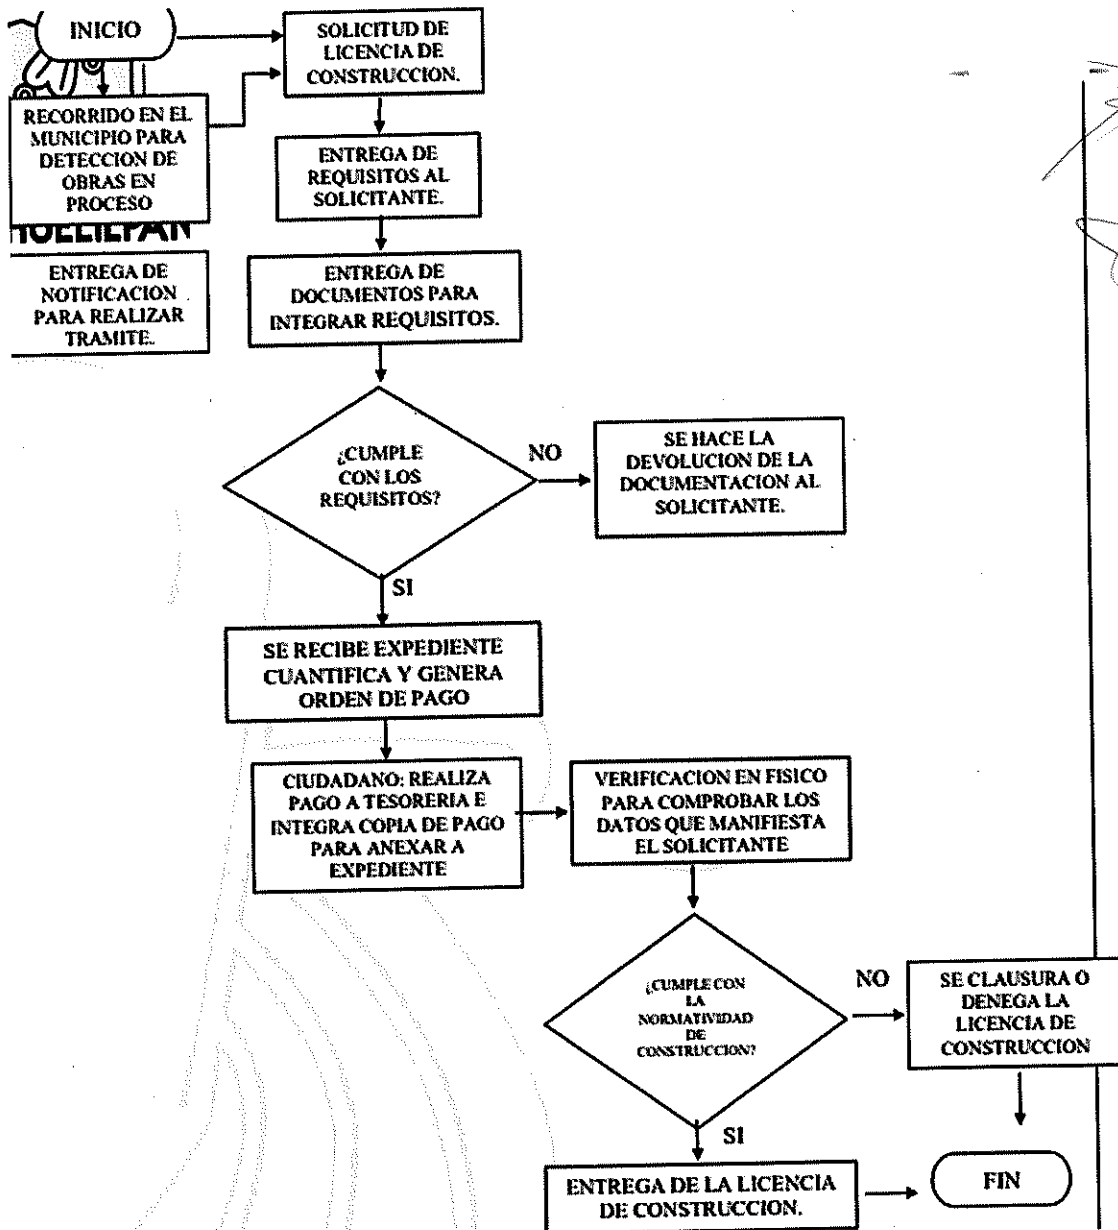 INICIO
SOLICITUD DE
LICENCIA DE
CONSTRUCCION.
RECORRIDO EN EL
MUNICIPIO PARA
DETECCION DE
OBRAS EN
PROCESO
ENTREGA DE
REQUISITOS AL
SOLICITANTE.
ENTREGA DE
NOTIFICACION
PARA REALIZAR
TRAMITE.
ENTREGA DE
DOCUMENTOS PARA
INTEGRAR REQUISITOS.
¿CUMPLE
CON LOS
REQUISITOS?
NO
SE HACE LA
DEVOLUCION DE LA
DOCUMENTACION AL
SOLICITANTE.
SI
SE RECIBE EXPEDIENTE
CUANTIFICA Y GENERA
ORDEN DE PAGO
CIUDADANO: REALIZA
PAGO A TESORERIA E
INTEGRA COPIA DE PAGO
PARA ANEXAR A
EXPEDIENTE
VERIFICACION EN FISICO
PARA COMPROBAR LOS
DATOS QUE MANIFIESTA
EL SOLICITANTE
¿CUMPLE CON
LA
NORMATIVIDAD
DE
CONSTRUCCION?
NO
SE CLAUSURA O
DENEGA LA
LICENCIA DE
CONSTRUCCION
SI
ENTREGA DE LA LICENCIA
DE CONSTRUCCION.
FIN